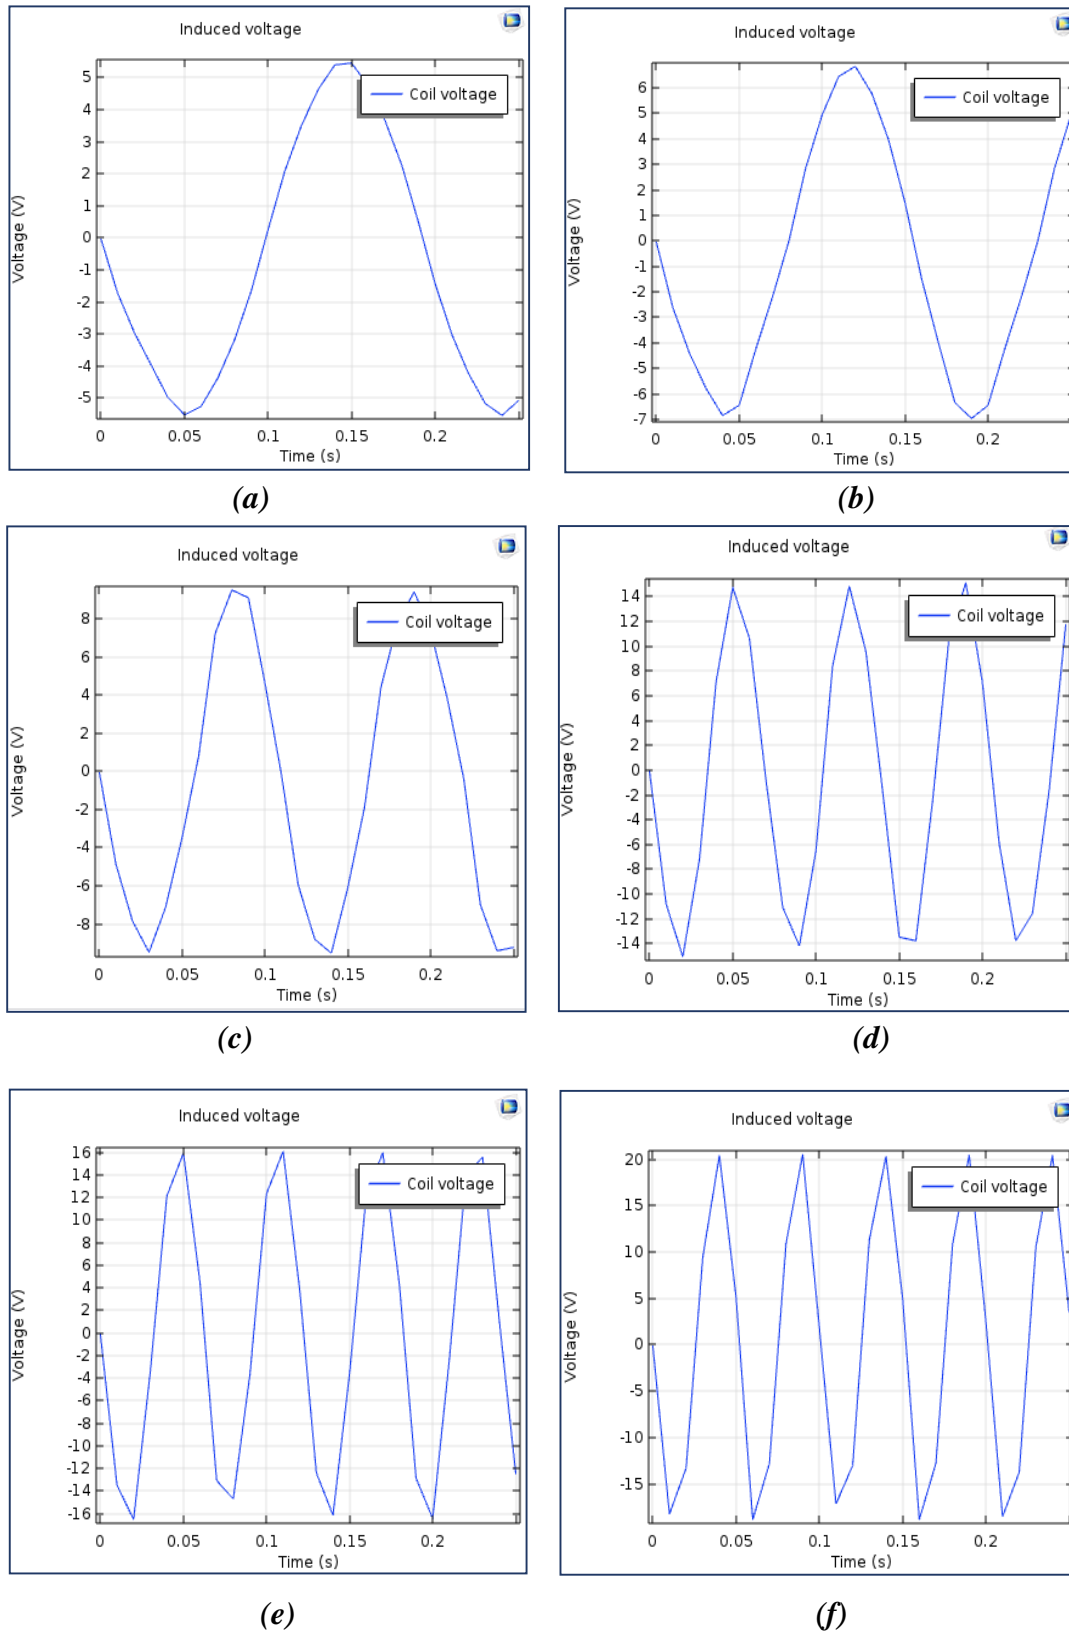 Induced voltage
5
4
3
2
1
0
-1
-2
-3
-4
-5
Coil voltage
Voltage (V)
0 0.05 0.1 0.15 0.2
Time (s)
(a)
Induced voltage
6
5
4
3
2
1
0
-1
-2
-3
-4
-5
-6
-7
Coil voltage
Voltage (V)
0 0.05 0.1 0.15 0.2
Time (s)
(b)
Induced voltage
8
6
4
2
0
-2
-4
-6
-8
Coil voltage
Voltage (V)
0 0.05 0.1 0.15 0.2
Time (s)
(c)
Induced voltage
14
12
10
8
6
4
2
0
-2
-4
-6
-8
-10
-12
-14
Coil voltage
Voltage (V)
0 0.05 0.1 0.15 0.2
Time (s)
(d)
Induced voltage
16
14
12
10
8
6
4
2
0
-2
-4
-6
-8
-10
-12
-14
-16
Coil voltage
Voltage (V)
0 0.05 0.1 0.15 0.2
Time (s)
(e)
Induced voltage
20
15
10
5
0
-5
-10
-15
Coil voltage
Voltage (V)
0 0.05 0.1 0.15 0.2
Time (s)
(f)